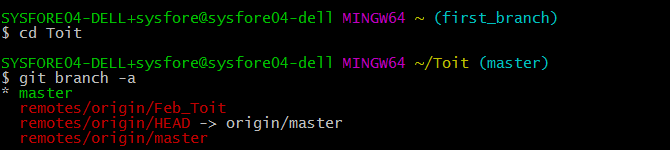 SYSFORE04-DELL+sysfore@sysfore04-dell MINGW64 ~ (first_branch)
$ cd Toit
SYSFORE04-DELL+sysfore@sysfore04-dell MINGW64 ~/Toit (master)
$ git branch -a
* master
remotes/origin/Feb_Toit
remotes/origin/HEAD -> origin/master
remotes/origin/master